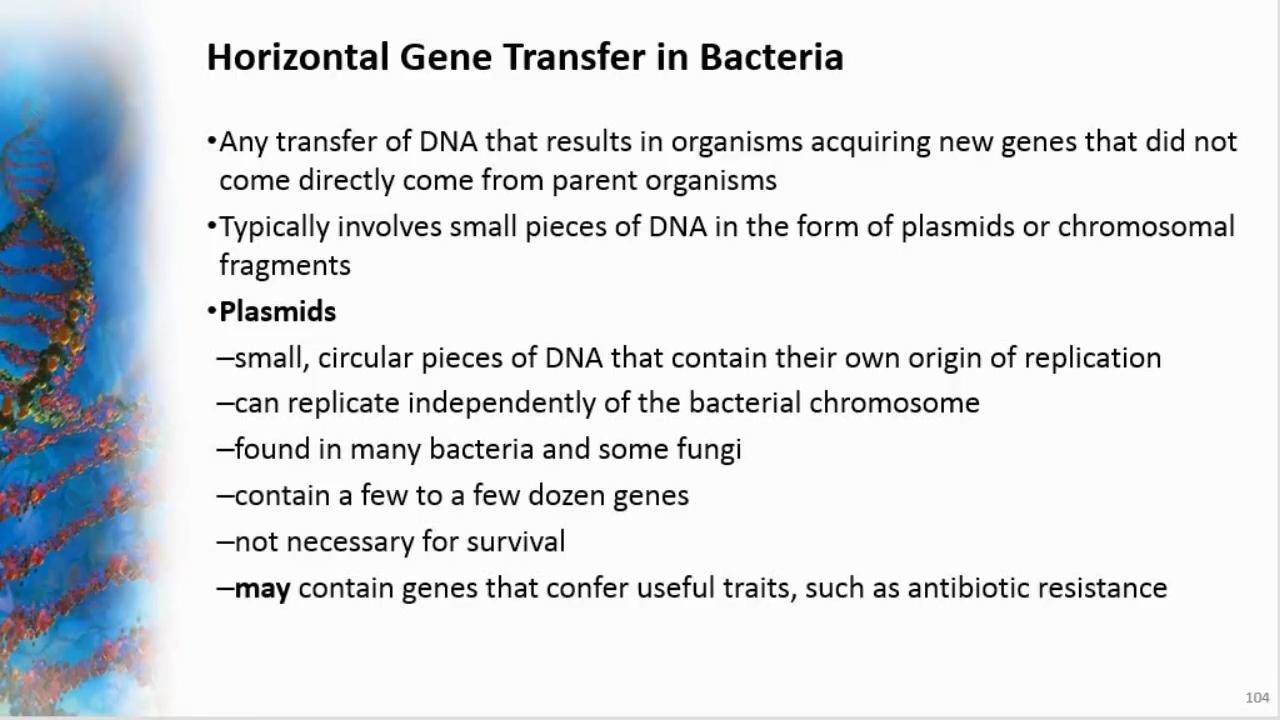 Horizontal Gene Transfer in Bacteria
•Any transfer of DNA that results in organisms acquiring new genes that did not
come directly come from parent organisms
•Typically involves small pieces of DNA in the form of plasmids or chromosomal
fragments
•Plasmids
–small, circular pieces of DNA that contain their own origin of replication
–can replicate independently of the bacterial chromosome
–found in many bacteria and some fungi
–contain a few to a few dozen genes
–not necessary for survival
–may contain genes that confer useful traits, such as antibiotic resistance
104